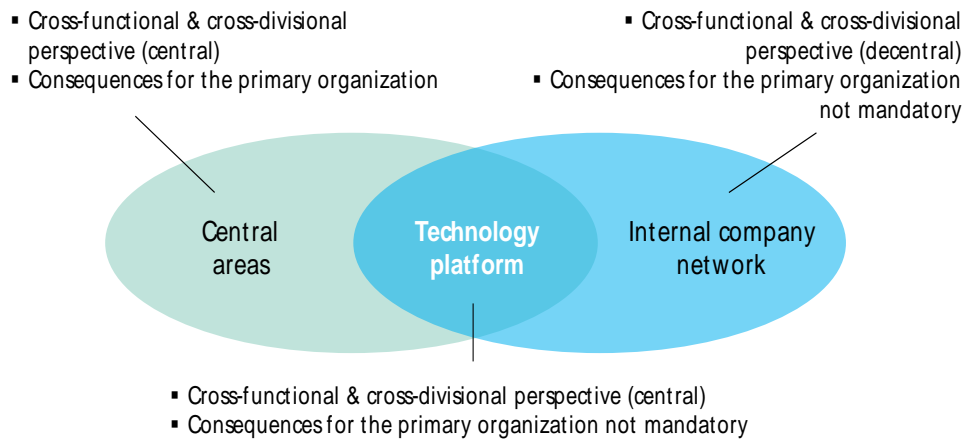 ▪ Cross-functional & cross-divisional
perspective (central)
▪ Consequences for the primary organization
▪ Cross-functional & cross-divisional
perspective (decentral)
▪ Consequences for the primary organization
not mandatory
Central
areas
Technology
platform
Internal company
network
▪ Cross-functional & cross-divisional perspective (central)
▪ Consequences for the primary organization not mandatory